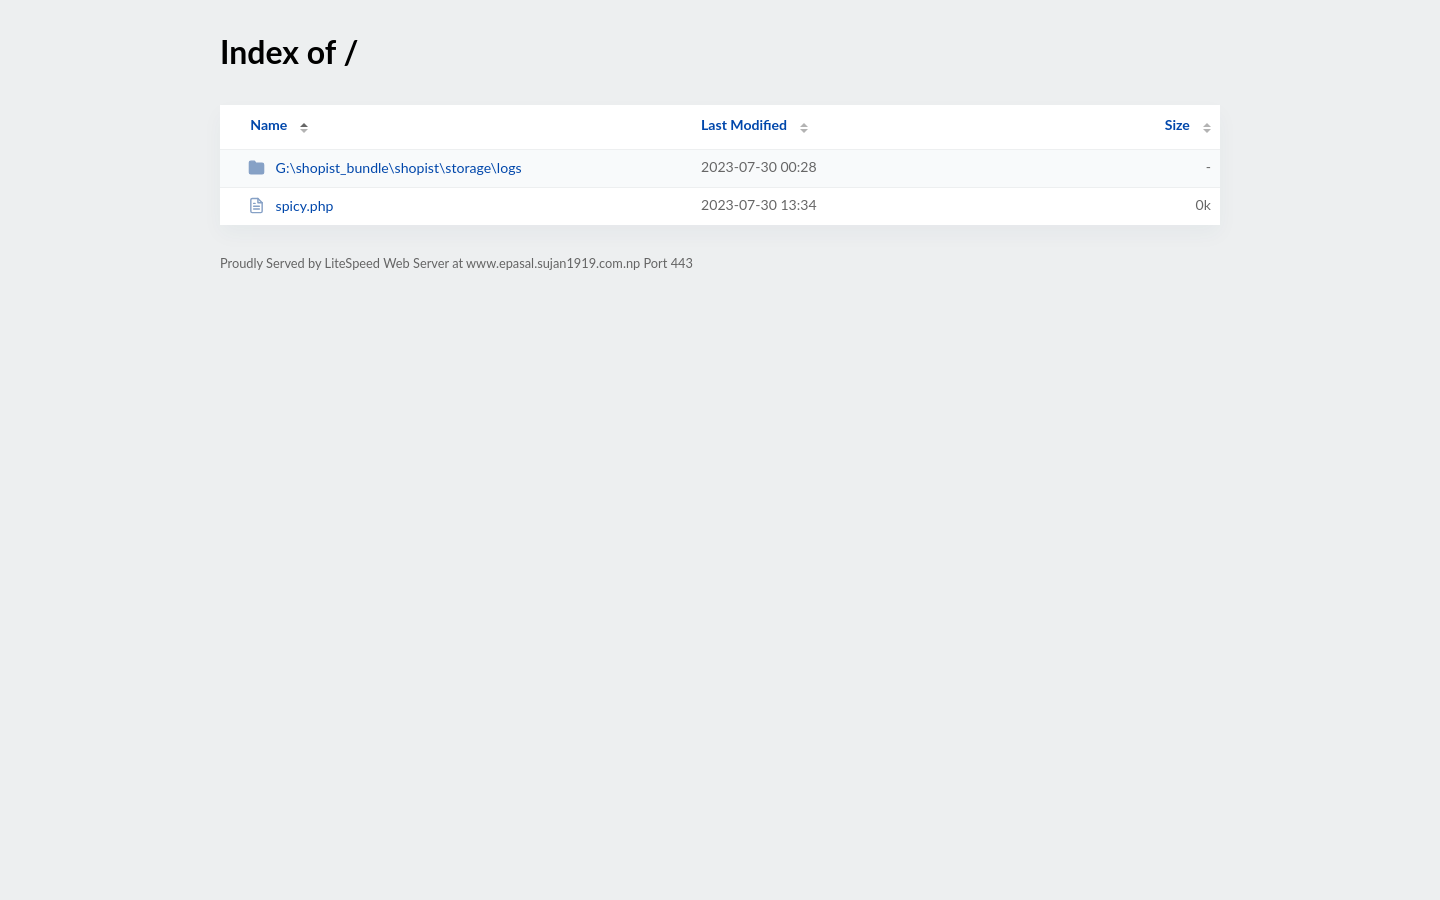 Index of /
Name Last Modified Size
G:\shopist_bundle\shopist\storage\logs 2023-07-30 00:28 -
spicy.php 2023-07-30 13:34 0k
Proudly Served by LiteSpeed Web Server at www.epasal.sujan1919.com.np Port 443